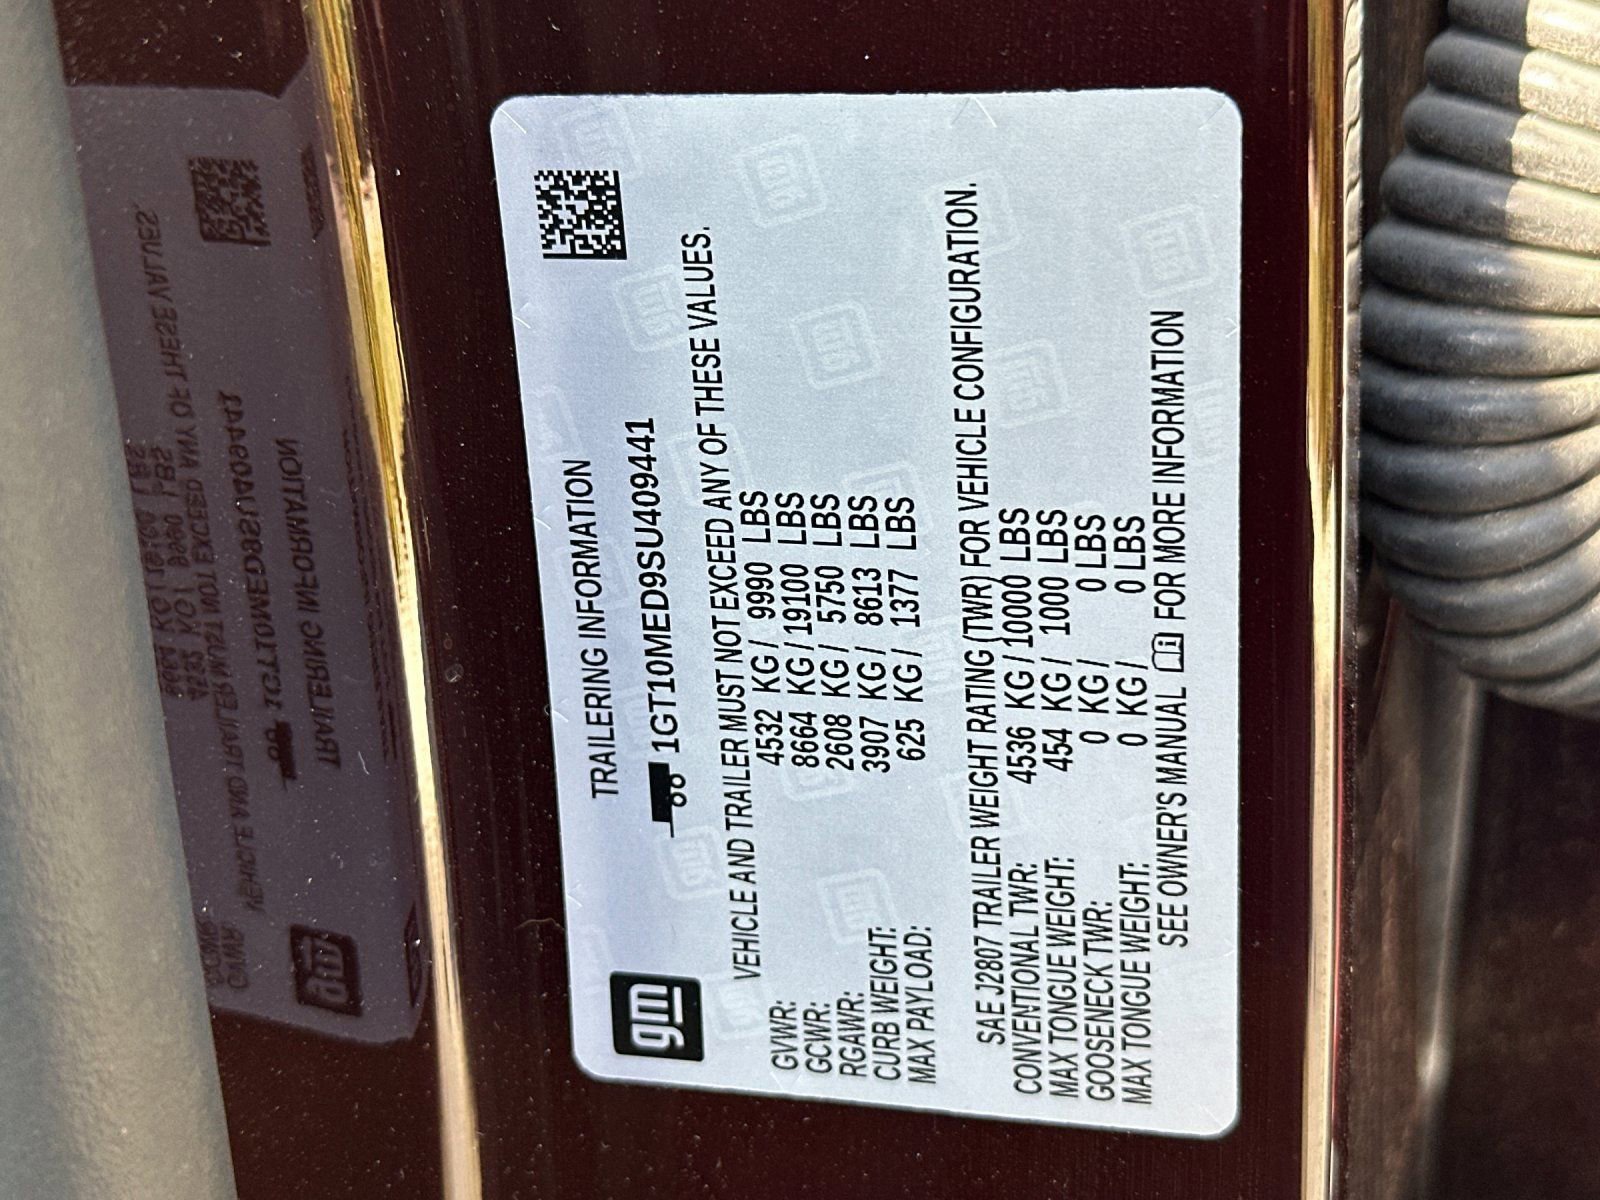 gm
TRAILERING INFORMATION
1GT10MED9SU409441
VEHICLE AND TRAILER MUST NOT EXCEED ANY OF THESE VALUES.
GVWR: 4532 KG / 9990 LBS
GCWR: 8664 KG / 19100 LBS
RGAWR: 2608 KG / 5750 LBS
CURB WEIGHT: 3907 KG / 8613 LBS
MAX PAYLOAD: 625 KG / 1377 LBS
SAE J2807 TRAILER WEIGHT RATING (TWR) FOR VEHICLE CONFIGURATION.
CONVENTIONAL TWR: 4536 KG / 10000 LBS
MAX TONGUE WEIGHT: 454 KG / 1000 LBS
GOOSENECK TWR: 0 KG / 0 LBS
MAX TONGUE WEIGHT: 0 KG / 0 LBS
SEE OWNER'S MANUAL FOR MORE INFORMATION